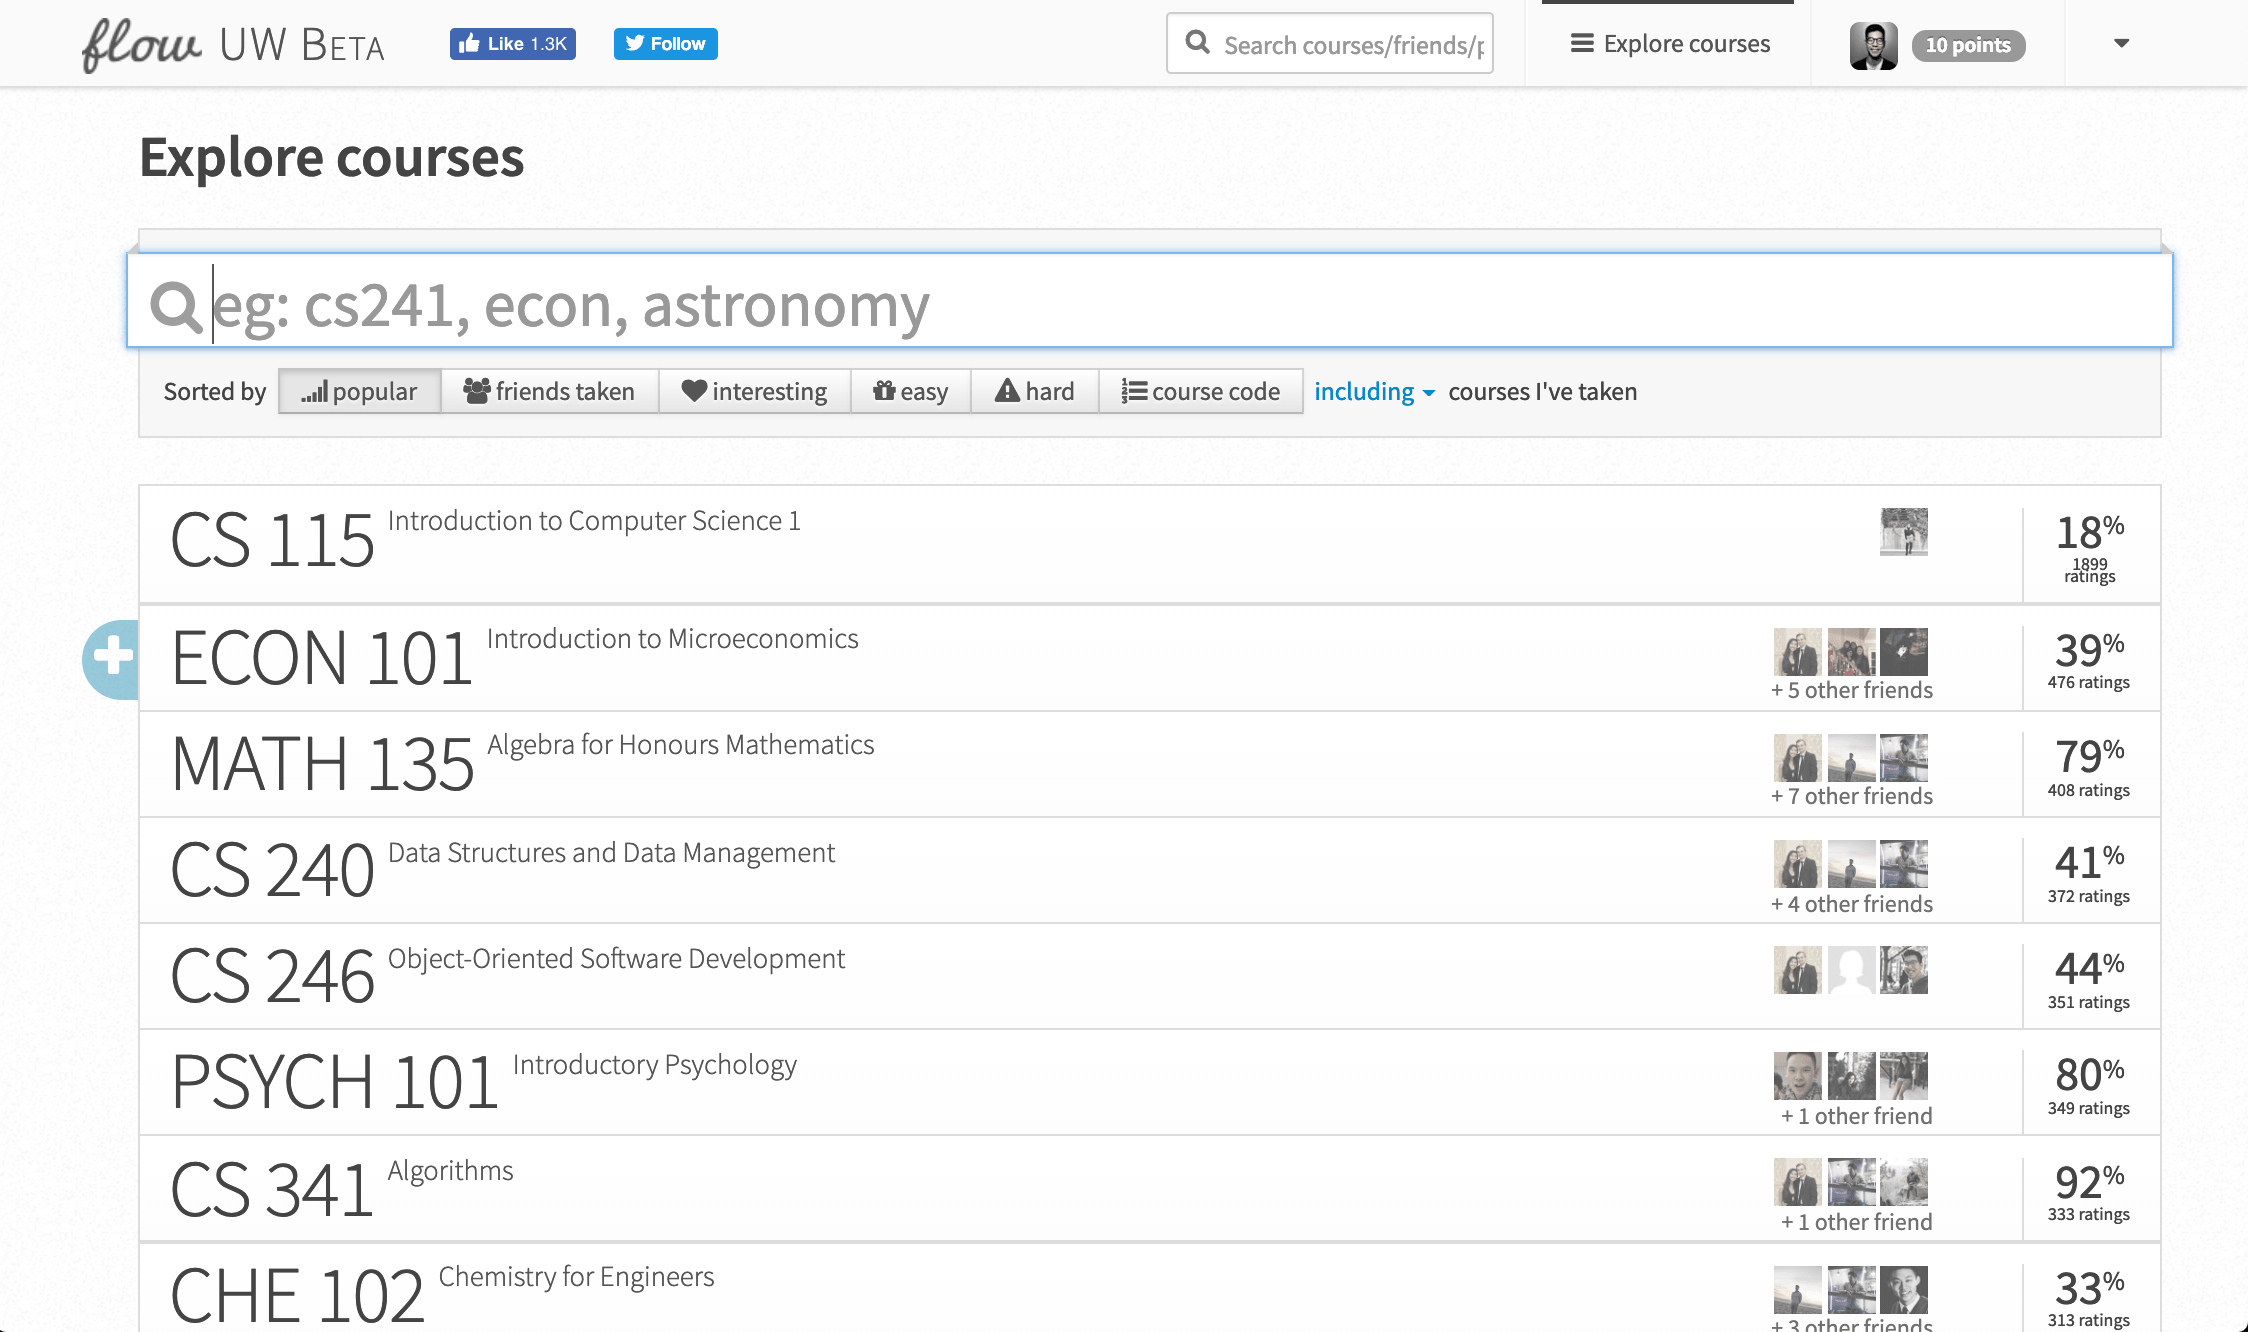 flow UW BETA Like 1.3K Follow Search courses/friends/p Explore courses 10 points
Explore courses
eg: cs241, econ, astronomy
Sorted by popular friends taken interesting easy hard course code including courses I've taken
CS 115 Introduction to Computer Science 1 18%
1899
ratings
ECON 101 Introduction to Microeconomics 39%
+ 5 other friends 476 ratings
MATH 135 Algebra for Honours Mathematics 79%
+ 7 other friends 408 ratings
CS 240 Data Structures and Data Management 41%
+ 4 other friends 372 ratings
CS 246 Object-Oriented Software Development 44%
351 ratings
PSYCH 101 Introductory Psychology 80%
+ 1 other friend 349 ratings
CS 341 Algorithms 92%
+ 1 other friend 333 ratings
CHE 102 Chemistry for Engineers 33%
+ 3 other friends 313 ratings